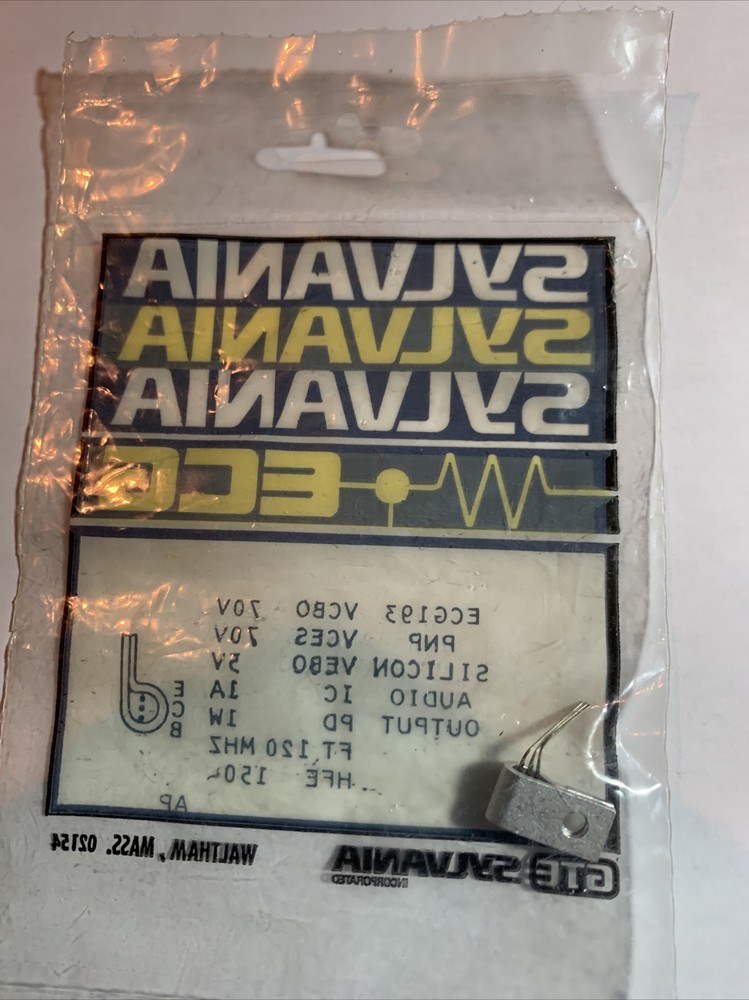 SYLVANIA
SYLVANIA
SYLVANIA
ECG
ECG193 VCBO 70V
PNP VCES 70V
SILICON VEBO 5V
AUDIO IC 1A
OUTPUT PD 1W
FT 120 MHZ
HFE 150
E
C
B
AP
GTE SYLVANIA
INCORPORATED
WALTHAM, MASS. 02154